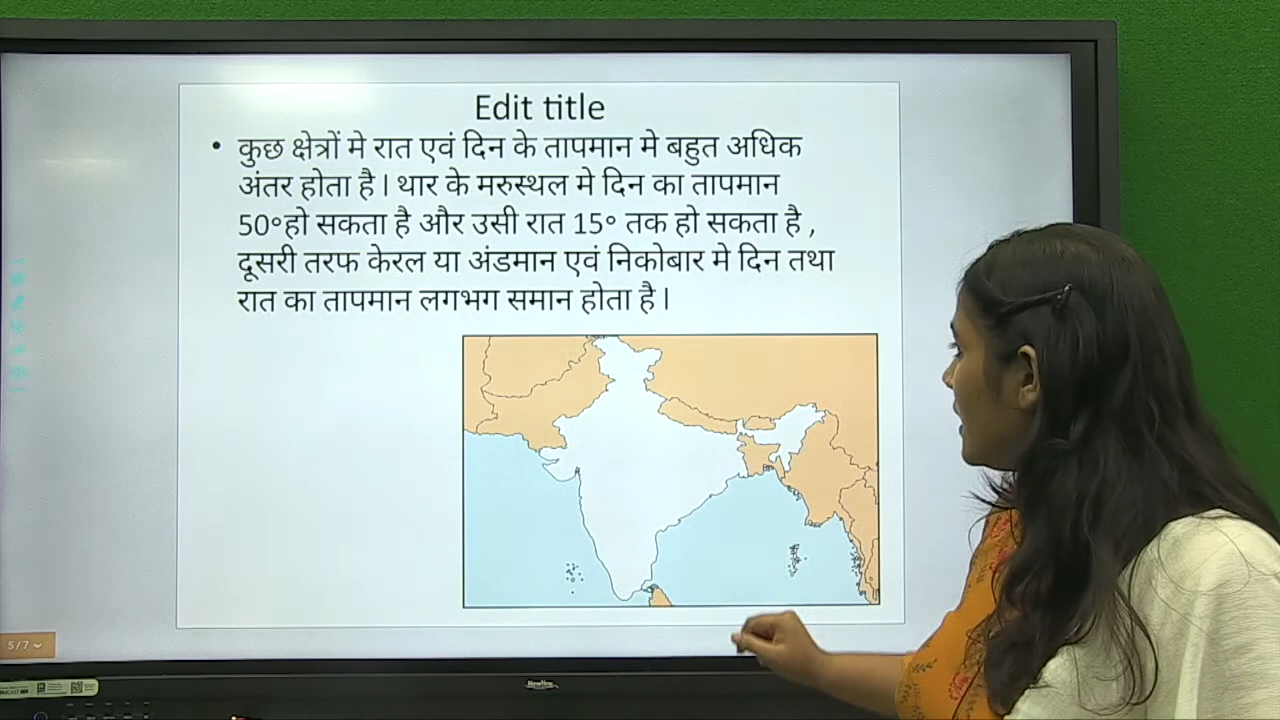 Edit title
• कुछ क्षेत्रों मे रात एवं दिन के तापमान मे बहुत अधिक
अंतर होता है । थार के मरुस्थल मे दिन का तापमान
50°हो सकता है और उसी रात 15° तक हो सकता है ,
दूसरी तरफ केरल या अंडमान एवं निकोबार मे दिन तथा
रात का तापमान लगभग समान होता है ।
5/7
Newline